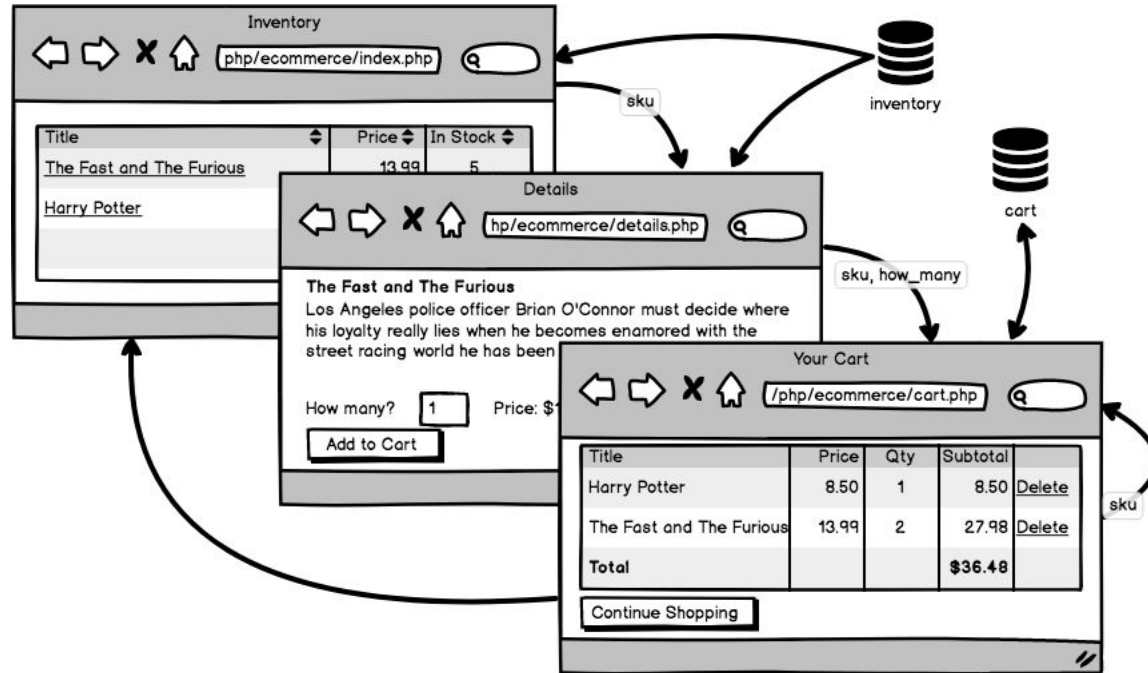 Inventory
php/ecommerce/index.php
Title Price In Stock
The Fast and The Furious 13.99 5
Harry Potter
sku
inventory
cart
Details
hp/ecommerce/details.php
The Fast and The Furious
Los Angeles police officer Brian O'Connor must decide where
his loyalty really lies when he becomes enamored with the
street racing world he has been
How many? 1 Price: $1
Add to Cart
sku, how_many
Your Cart
/php/ecommerce/cart.php
Title Price Qty Subtotal
Harry Potter 8.50 1 8.50 Delete
The Fast and The Furious 13.99 2 27.98 Delete
Total $36.48
sku
Continue Shopping